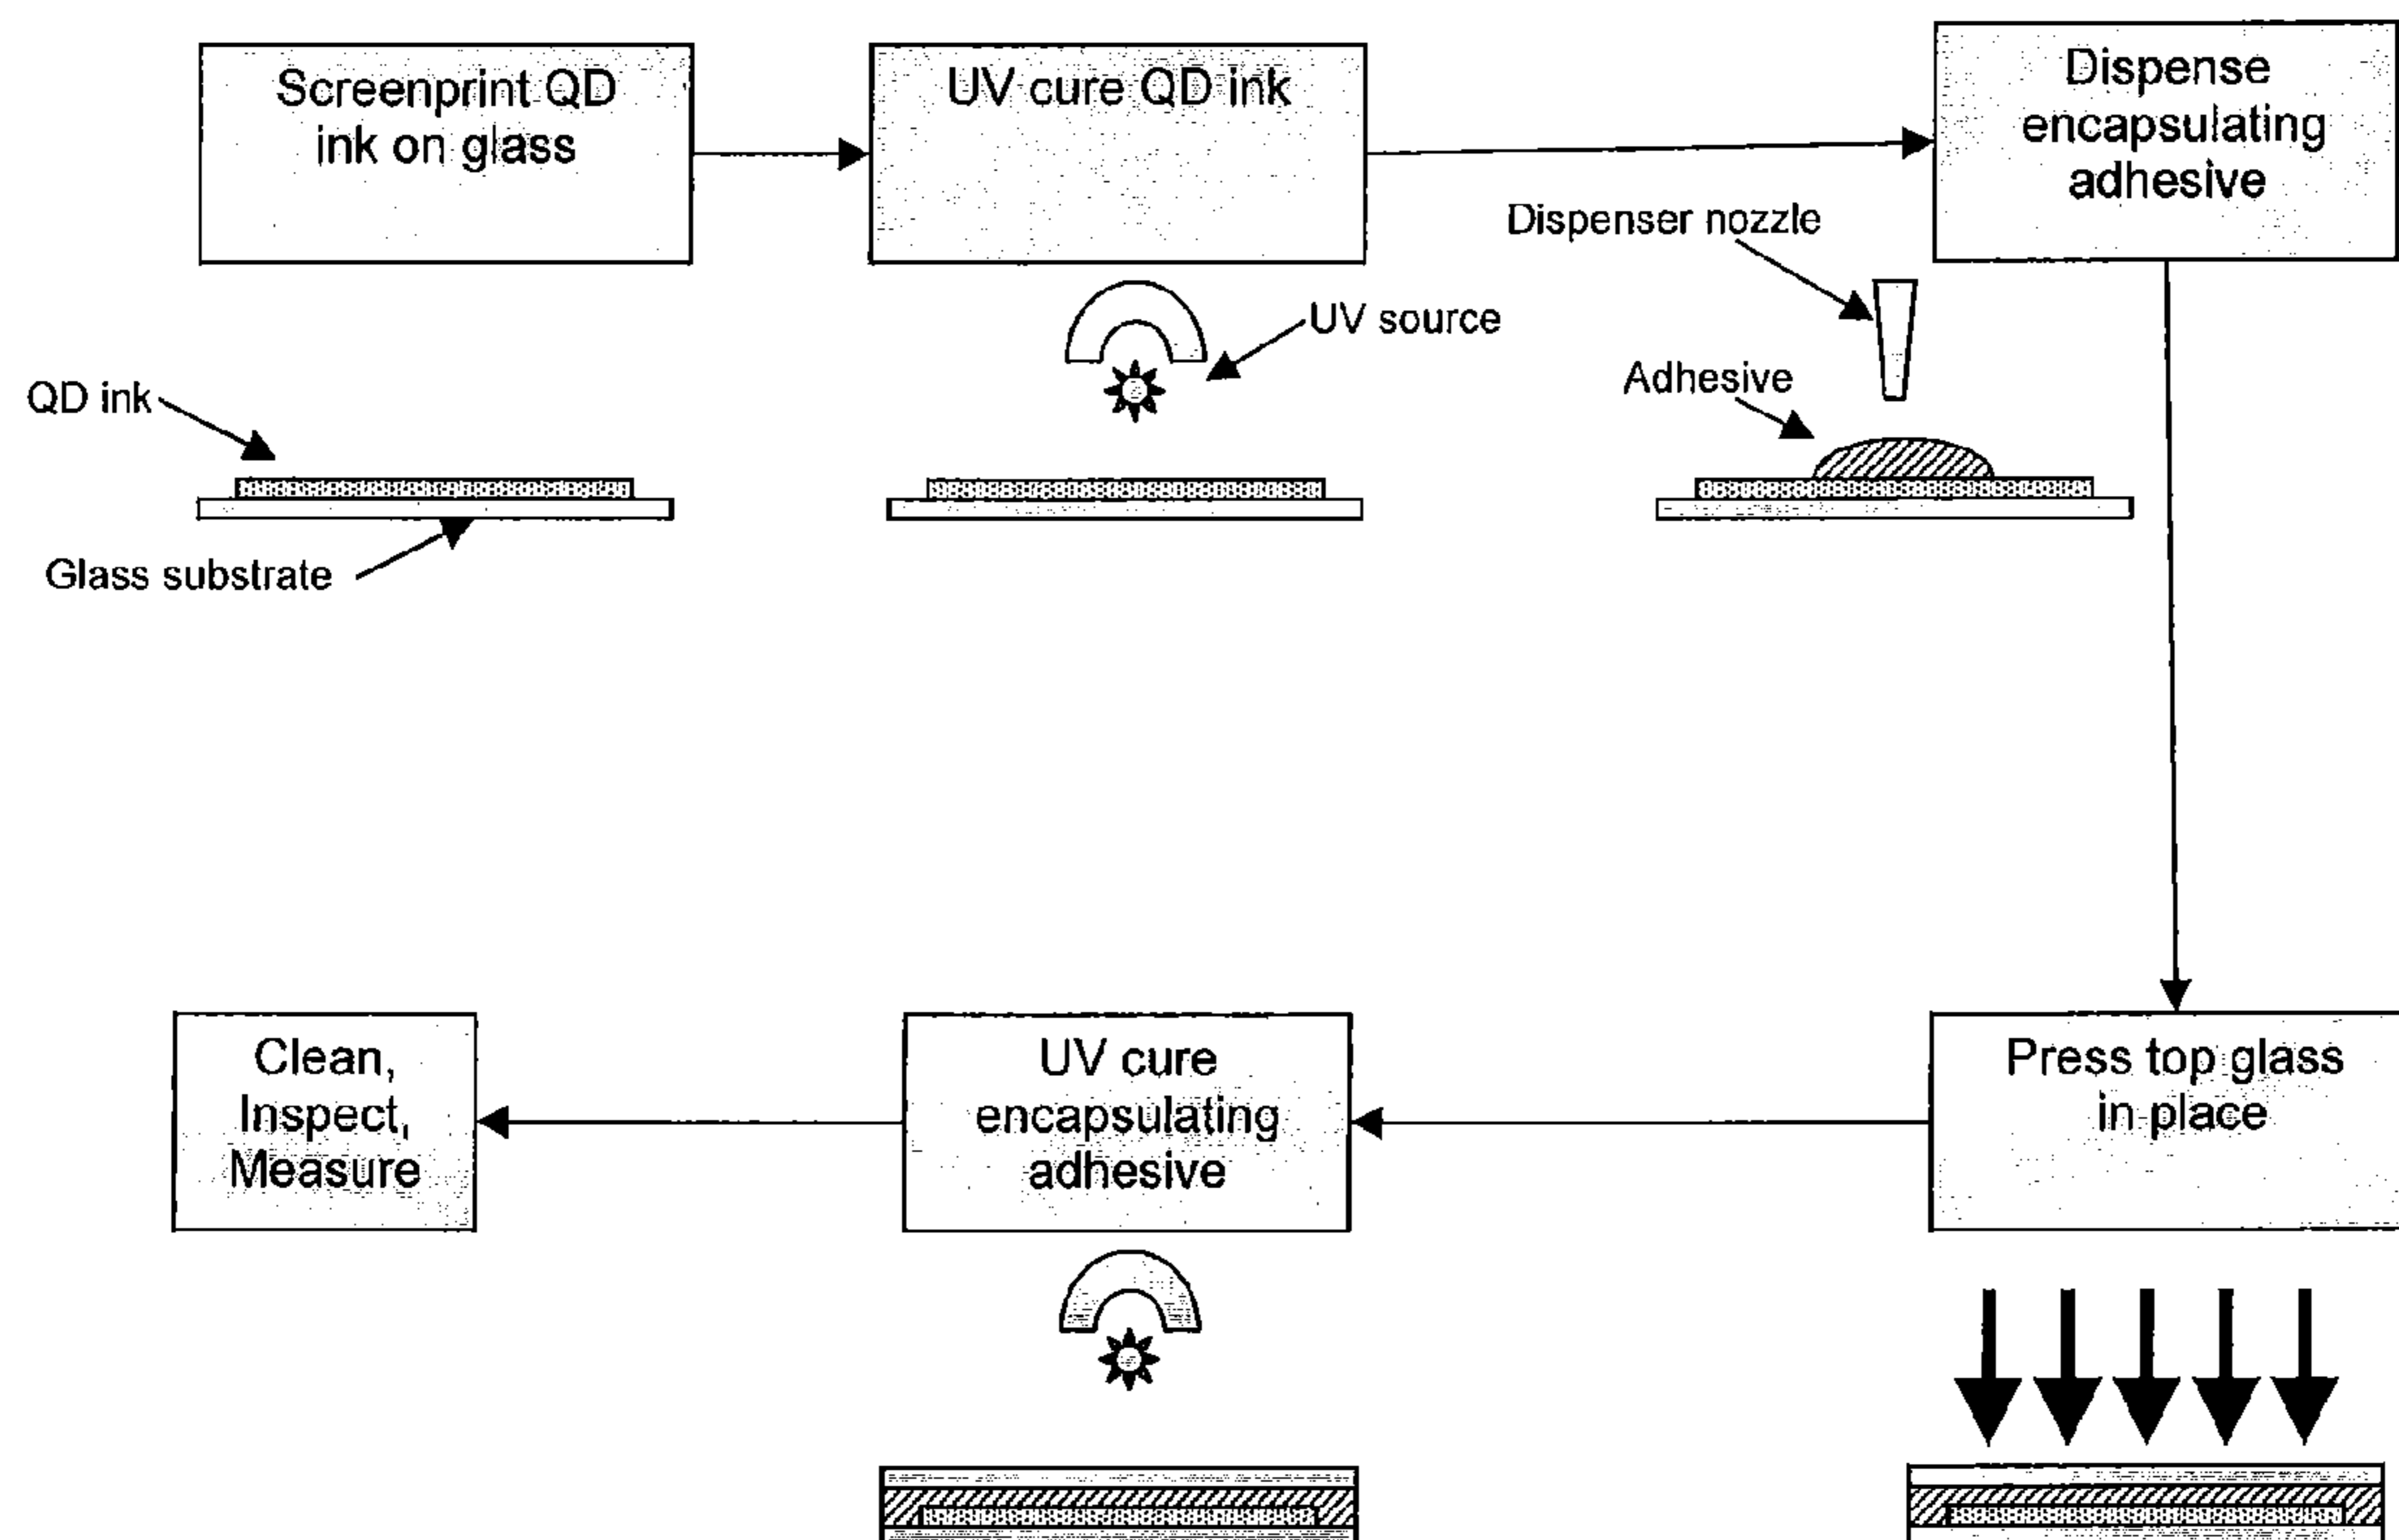 Screenprint QD
ink on glass
UV cure QD ink
Dispense
encapsulating
adhesive
Dispenser nozzle
UV source
Adhesive
QD ink
Glass substrate
Clean,
Inspect,
Measure
UV cure
encapsulating
adhesive
Press top glass
in place